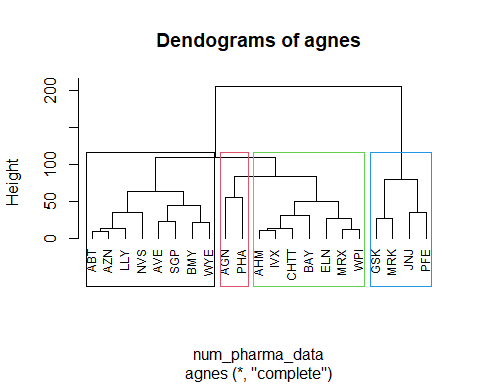 Dendograms of agnes
Height
200
100
50
0
ABT
AZN
LLY
NVS
AVE
SGP
BMY
WYE
AGN
PHA
AHM
IVX
CHTT
BAY
ELN
MRX
WPI
GSK
MRK
JNJ
PFE
num_pharma_data
agnes (*, "complete")